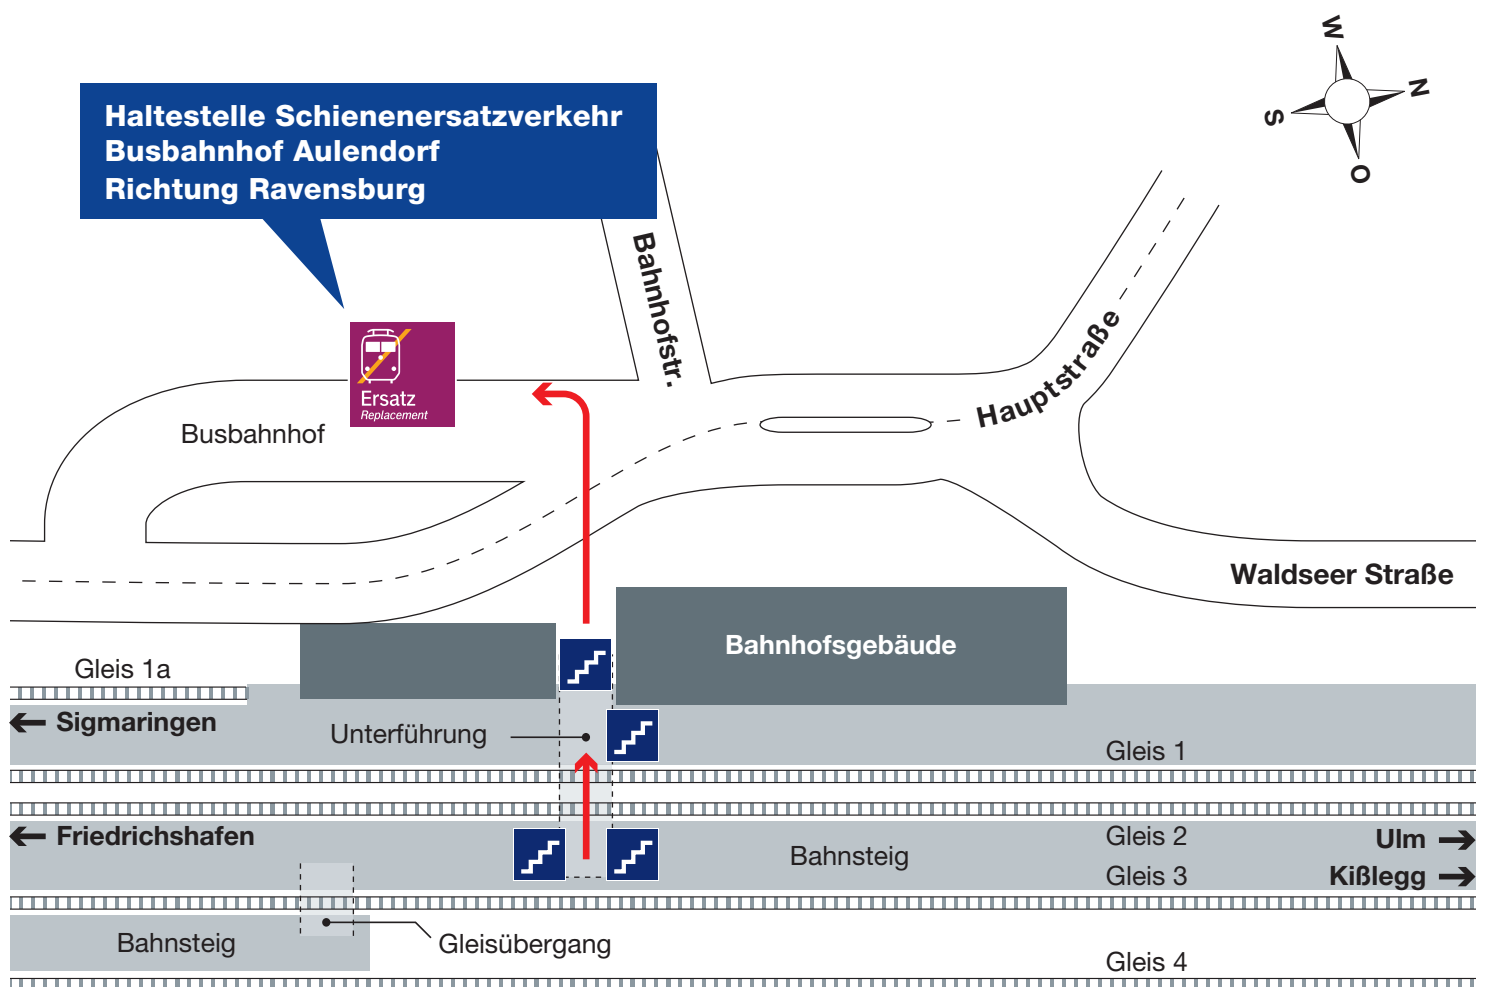 W
N
S
O
Haltestelle Schienenersatzverkehr
Busbahnhof Aulendorf
Richtung Ravensburg
Bahnhofstr.
Hauptstraße
Ersatz
Replacement
Busbahnhof
Waldseer Straße
Bahnhofsgebäude
Gleis 1a
Sigmaringen
Unterführung
Gleis 1
Friedrichshafen
Gleis 2
Ulm
Bahnsteig
Gleis 3
Kißlegg
Bahnsteig
Gleisübergang
Gleis 4